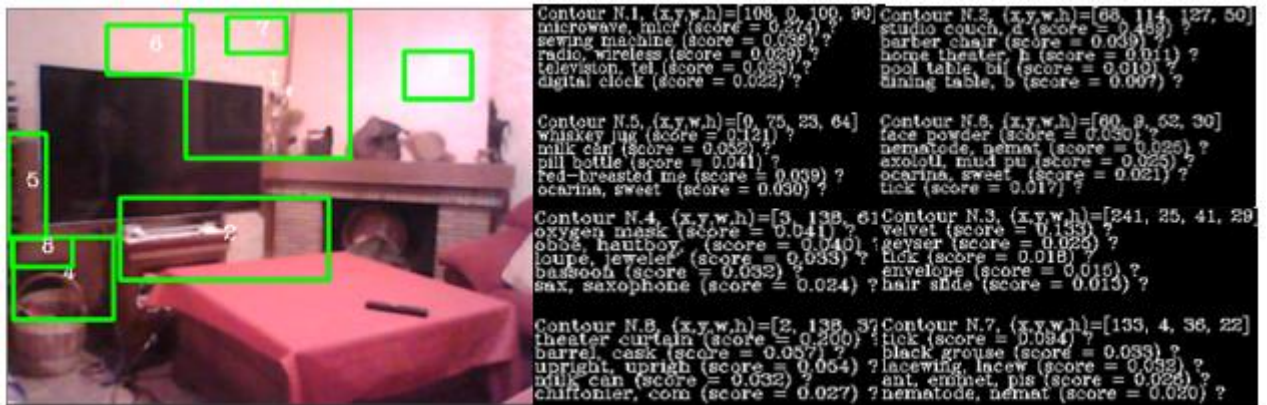 6
7
1
5
2
8
4
Contour N.1, (x,y,w,h)=[108, 0, 100, 90]
microwave, micr (score = 0.274) ?
sewing machine (score = 0.038) ?
radio, wireless (score = 0.029) ?
television, tel (score =
digital clock (score = 0.022) ?
Contour N.2, (x,y,w,h)=[68, 114, 127, 50]
studio couch, d (score =
barber chair (score = 0.039) ?
home theater, h (score = 0.011) ?
pool table, bil (score = 0.010) ?
dining table, b (score = 0.007) ?
Contour N.5, (x,y,w,h)=[0, 75, 23, 64]
whiskey jug (score = 0.121) ?
milk can (score = 0.052) ?
pill bottle (score = 0.041) ?
red-breasted me (score = 0.039) ?
ocarina, sweet (score = 0.030) ?
Contour N.6, (x,y,w,h)=[60, 9, 52, 30]
face powder (score = 0.030) ?
nematode, nemat (score = 0.025) ?
axolotl, mud pu (score = 0.025) ?
ocarina, sweet (score = 0.021) ?
tick (score = 0.017) ?
Contour N.4, (x,y,w,h)=[3, 138, 61
oxygen mask (score = 0.041) ?
oboe, hautboy, (score = 0.040) ?
loupe, jeweler' (score = 0.033) ?
bassoon (score = 0.032) ?
sax, saxophone (score = 0.024) ?
Contour N.3, (x,y,w,h)=[241, 25, 41, 29]
velvet (score = 0.133) ?
geyser (score = 0.025) ?
tick (score = 0.018) ?
envelope (score = 0.015) ?
hair slide (score = 0.013) ?
Contour N.8, (x,y,w,h)=[2, 138, 37
theater curtain (score = 0.200) ?
barrel, cask (score = 0.057) ?
upright, uprigh (score = 0.054) ?
milk can (score = 0.032) ?
chiffonier, com (score = 0.027) ?
Contour N.7, (x,y,w,h)=[133, 4, 36, 22]
tick (score = 0.094) ?
black grouse (score = 0.033) ?
lacewing, lacew (score = 0.032) ?
ant, emmet, pis (score = 0.028) ?
nematode, nemat (score = 0.020) ?